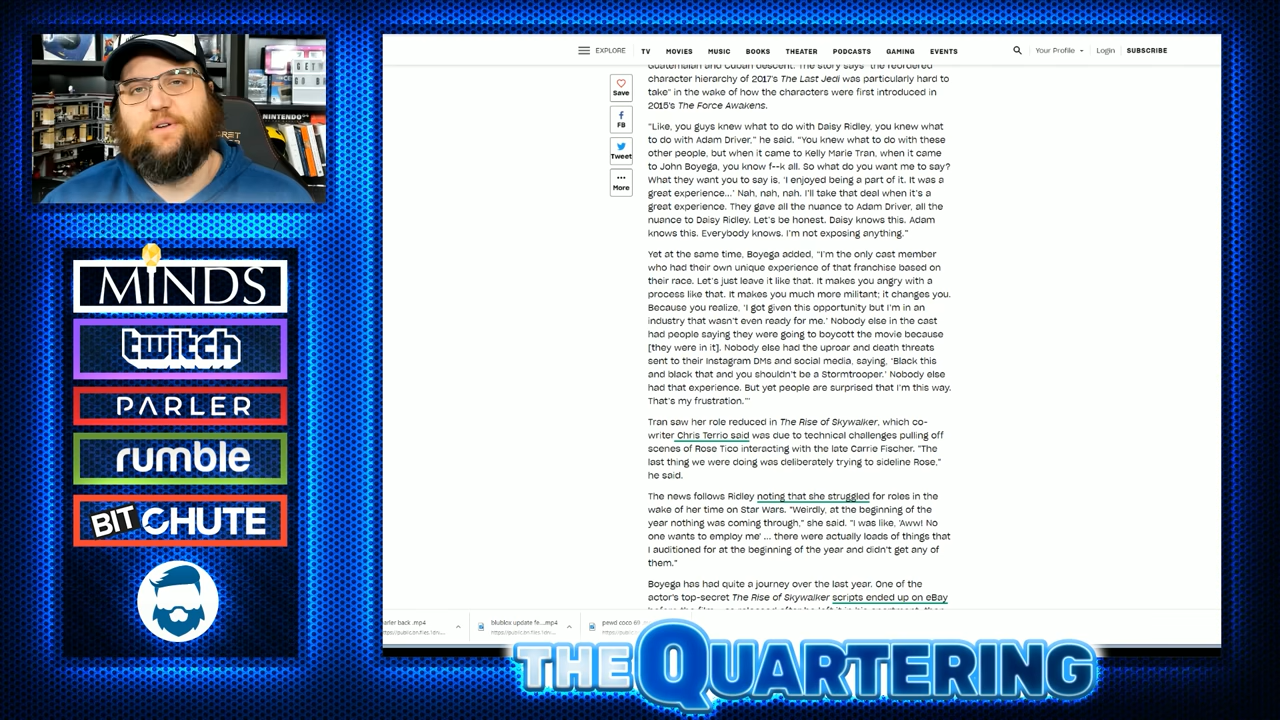 NINTENDO
MINDS
twitch
PARLER
rumble
BIT CHUTE
EXPLORE TV MOVIES MUSIC BOOKS THEATER PODCASTS GAMING EVENTS Your Profile Login SUBSCRIBE
Save
FB
Tweet
More
Guatemalan and Cuban descent. The story says "the reordered
character hierarchy of 2017's The Last Jedi was particularly hard to
take" in the wake of how the characters were first introduced in
2015's The Force Awakens.
"Like, you guys knew what to do with Daisy Ridley, you knew what
to do with Adam Driver," he said. "You knew what to do with these
other people, but when it came to Kelly Marie Tran, when it came
to John Boyega, you know f--k all. So what do you want me to say?
What they want you to say is, 'I enjoyed being a part of it. It was a
great experience...' Nah, nah, nah. I'll take that deal when it's a
great experience. They gave all the nuance to Adam Driver, all the
nuance to Daisy Ridley. Let's be honest. Daisy knows this. Adam
knows this. Everybody knows. I'm not exposing anything."
Yet at the same time, Boyega added, "I'm the only cast member
who had their own unique experience of that franchise based on
their race. Let's just leave it like that. It makes you angry with a
process like that. It makes you much more militant; it changes you.
Because you realize, 'I got given this opportunity but I'm in an
industry that wasn't even ready for me.' Nobody else in the cast
had people saying they were going to boycott the movie because
[they were in it]. Nobody else had the uproar and death threats
sent to their Instagram DMs and social media, saying, 'Black this
and black that and you shouldn't be a Stormtrooper.' Nobody else
had that experience. But yet people are surprised that I'm this way.
That's my frustration.'"
Tran saw her role reduced in The Rise of Skywalker, which co-
writer Chris Terrio said was due to technical challenges pulling off
scenes of Rose Tico interacting with the late Carrie Fischer. "The
last thing we were doing was deliberately trying to sideline Rose,"
he said.
The news follows Ridley noting that she struggled for roles in the
wake of her time on Star Wars. "Weirdly, at the beginning of the
year nothing was coming through," she said. "I was like, 'Aww! No
one wants to employ me' ... there were actually loads of things that
I auditioned for at the beginning of the year and didn't get any of
them."
Boyega has had quite a journey over the last year. One of the
actor's top-secret The Rise of Skywalker scripts ended up on eBay
arler back .mp4
blublox update fe....mp4
pewd coco 6ll
THE QUARTERING